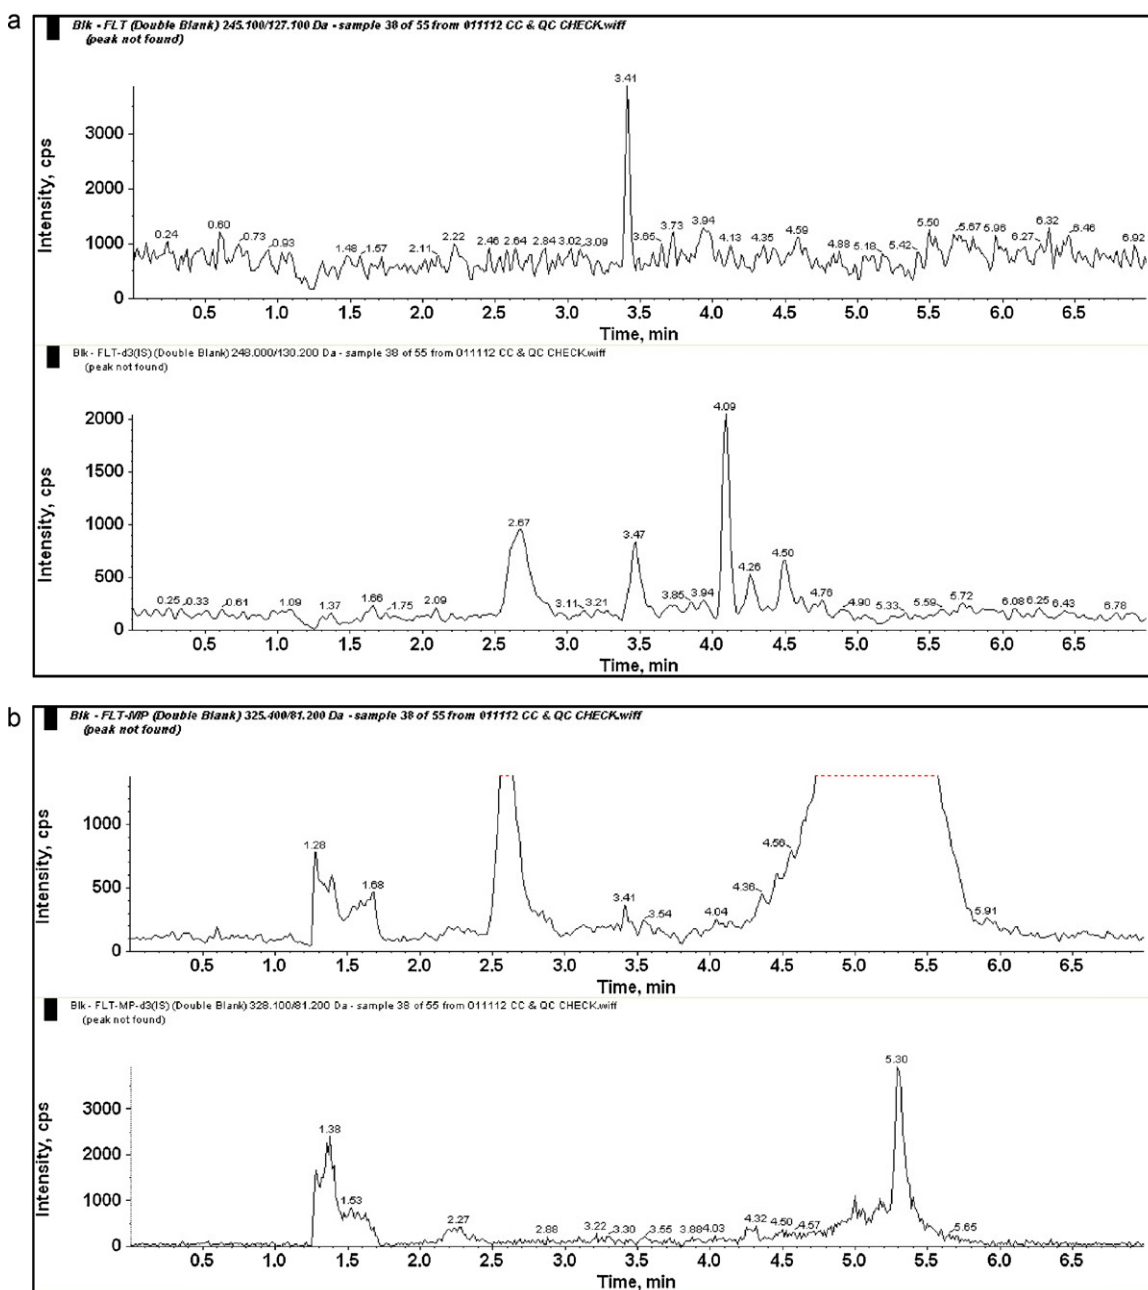 a
Blk - FLT (Double Blank) 245.100/127.100 Da - sample 38 of 55 from 011112 CC & QC CHECK.wiff
(peak not found)
3.41
3000
2000
1000
0
Intensity, cps
0.24 0.60 0.73 0.93 1.48 1.57 2.11 2.22 2.46 2.64 2.84 3.02 3.09 3.65 3.73 3.94 4.13 4.35 4.59 4.88 5.18 5.42 5.50 5.67 5.96 6.27 6.32 6.46 6.92
0.5 1.0 1.5 2.0 2.5 3.0 3.5 4.0 4.5 5.0 5.5 6.0 6.5
Time, min
Blk - FLT-d3(IS) (Double Blank) 248.000/130.200 Da - sample 38 of 55 from 011112 CC & QC CHECK.wiff
(peak not found)
4.09
2000
1500
1000
500
0
Intensity, cps
0.25 0.33 0.61 1.09 1.37 1.66 1.75 2.09 2.67 3.11 3.21 3.47 3.85 3.94 4.26 4.50 4.76 4.90 5.33 5.59 5.72 6.08 6.25 6.43 6.78
0.5 1.0 1.5 2.0 2.5 3.0 3.5 4.0 4.5 5.0 5.5 6.0 6.5
Time, min
b
Blk - FLT-MP (Double Blank) 325.400/81.200 Da - sample 38 of 55 from 011112 CC & QC CHECK.wiff
(peak not found)
1000
500
0
Intensity, cps
1.28 1.68 3.41 3.54 4.04 4.36 4.56 5.91
0.5 1.0 1.5 2.0 2.5 3.0 3.5 4.0 4.5 5.0 5.5 6.0 6.5
Time, min
Blk - FLT-MP-d3(IS) (Double Blank) 328.100/81.200 Da - sample 38 of 55 from 011112 CC & QC CHECK.wiff
(peak not found)
5.30
3000
2000
1000
0
Intensity, cps
1.38 1.53 2.27 2.88 3.22 3.30 3.55 3.88 4.03 4.32 4.50 4.57 5.65
0.5 1.0 1.5 2.0 2.5 3.0 3.5 4.0 4.5 5.0 5.5 6.0 6.5
Time, min